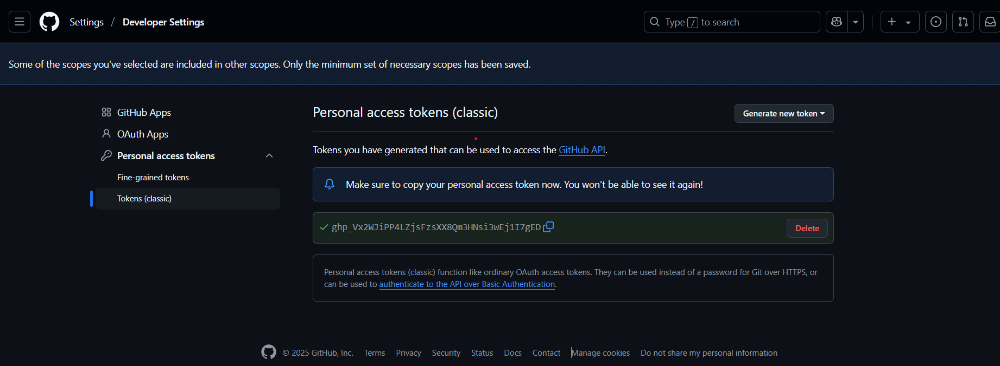 Settings / Developer Settings
Type / to search
Some of the scopes you’ve selected are included in other scopes. Only the minimum set of necessary scopes has been saved.
GitHub Apps
OAuth Apps
Personal access tokens
Fine-grained tokens
Tokens (classic)
Personal access tokens (classic)
Generate new token
Tokens you have generated that can be used to access the GitHub API.
Make sure to copy your personal access token now. You won’t be able to see it again!
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
Delete
Personal access tokens (classic) function like ordinary OAuth access tokens. They can be used instead of a password for Git over HTTPS, or
can be used to authenticate to the API over Basic Authentication.
© 2025 GitHub, Inc. Terms Privacy Security Status Docs Contact Manage cookies Do not share my personal information